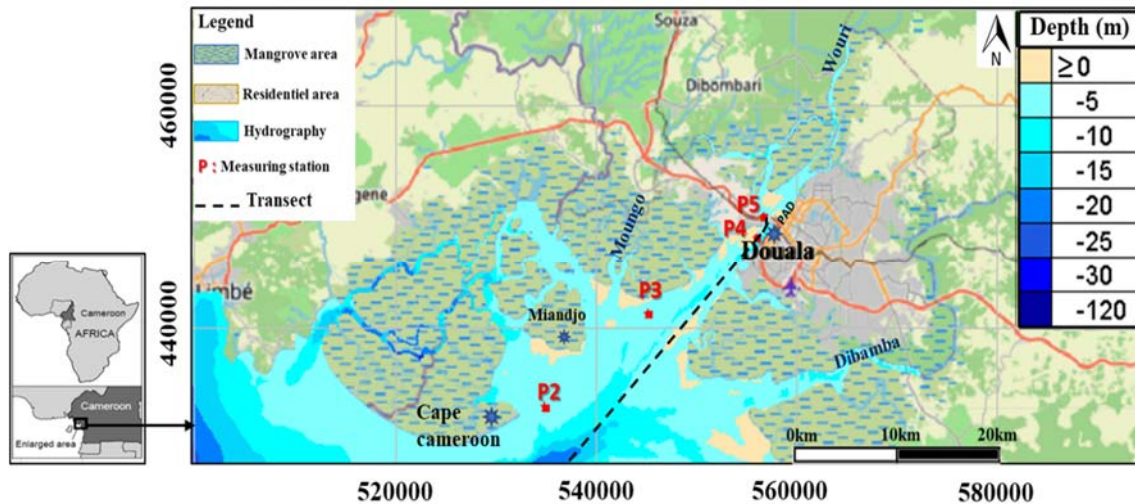 Legend
Mangrove area
Residentiel area
Hydrography
P: Measuring station
Transect
Souza
Dibombari
Wouri
gene
Moungo
P5
PAD
P4
Douala
Limbé
P3
Miandjo
Dibamba
P2
Cape
cameroon
N
Depth (m)
≥0
-5
-10
-15
-20
-25
-30
-120
460000
440000
520000
540000
560000
580000
0km
10km
20km
Cameroon
AFRICA
Cameroon
Enlarged area